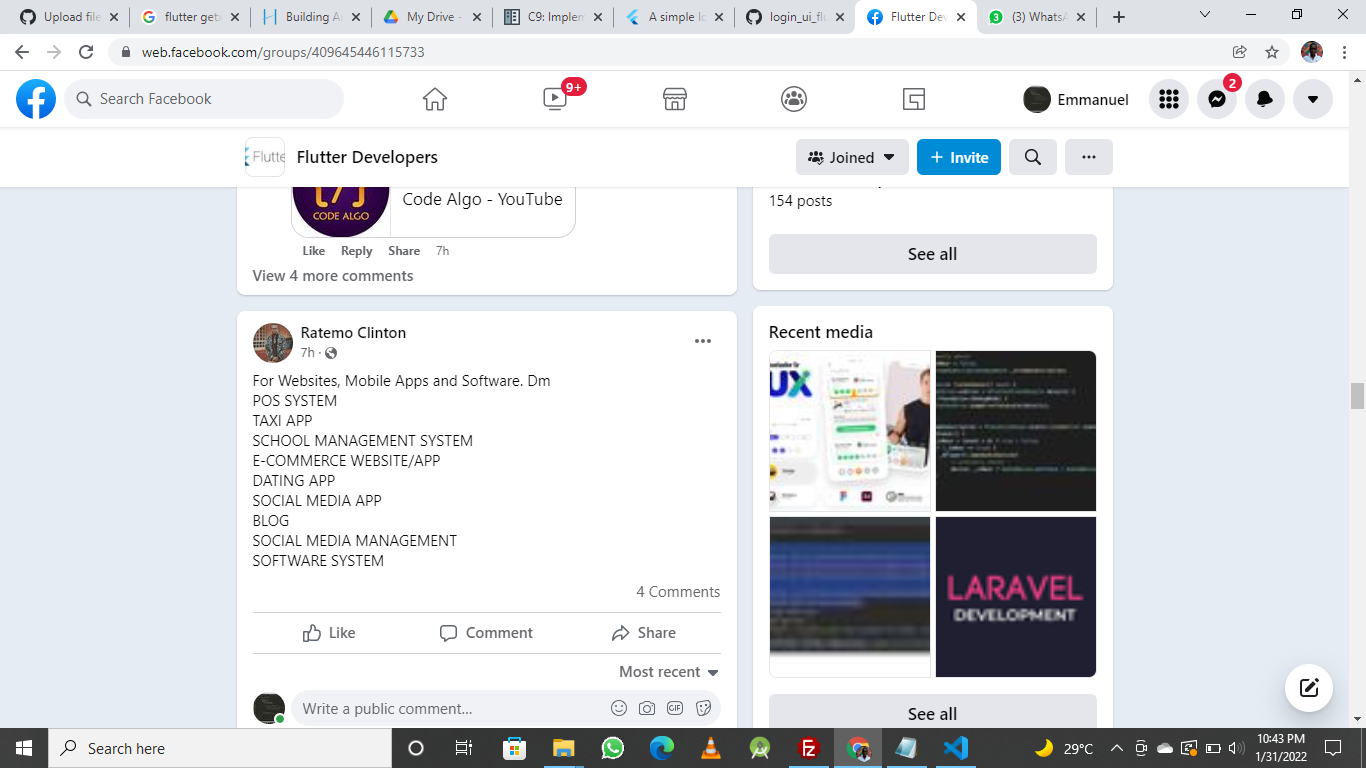 Upload file
flutter getx
Building A
My Drive -
C9: Implem
A simple lo
login_ui_flu
Flutter Dev
(3) WhatsA
web.facebook.com/groups/409645446115733
Search Facebook
9+
Emmanuel
2
Flutte
Flutter Developers
Joined
+ Invite
CODE ALGO
Code Algo - YouTube
Like Reply Share 7h
View 4 more comments
154 posts
See all
Ratemo Clinton
7h ·
For Websites, Mobile Apps and Software. Dm
POS SYSTEM
TAXI APP
SCHOOL MANAGEMENT SYSTEM
E-COMMERCE WEBSITE/APP
DATING APP
SOCIAL MEDIA APP
BLOG
SOCIAL MEDIA MANAGEMENT
SOFTWARE SYSTEM
4 Comments
Like
Comment
Share
Most recent
Write a public comment...
GIF
Recent media
UX
LARAVEL
DEVELOPMENT
See all
Search here
29°C
10:43 PM
1/31/2022